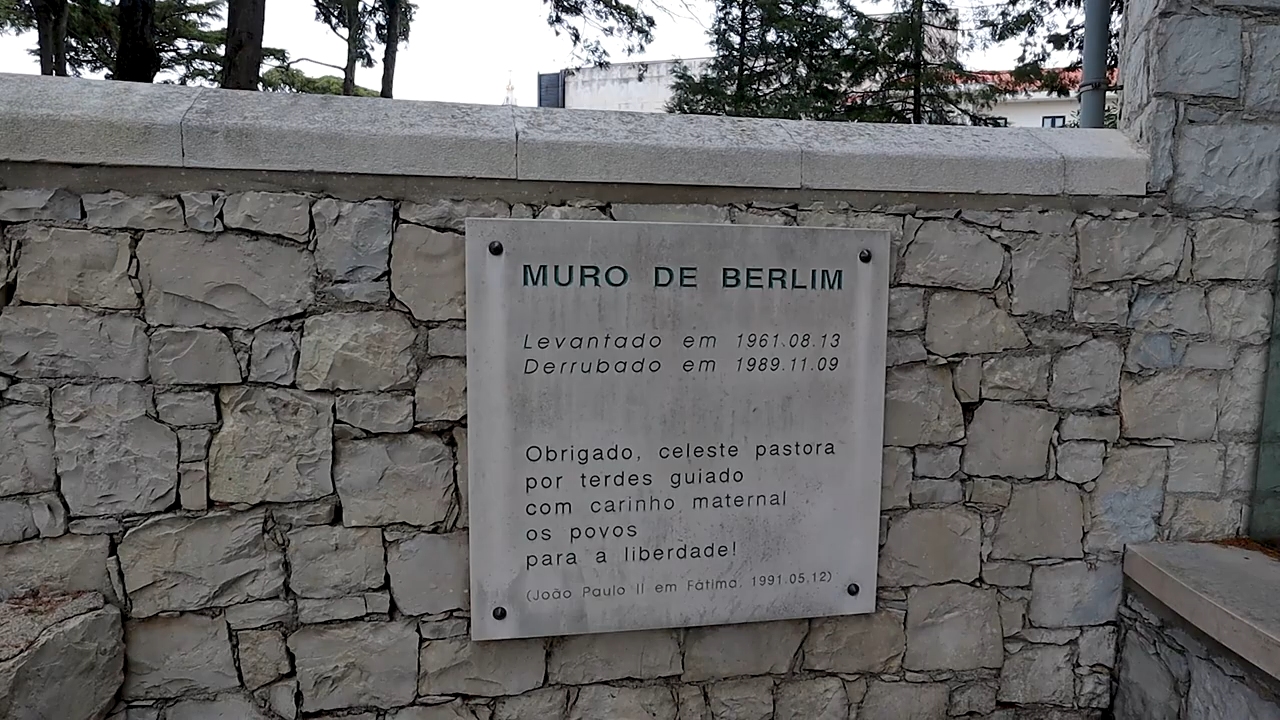 MURO DE BERLIM
Levantado em 1961.08.13
Derrubado em 1989.11.09
Obrigado, celeste pastora
por terdes guiado
com carinho maternal
os povos
para a liberdade!
(João Paulo II em Fátima, 1991.05.12)